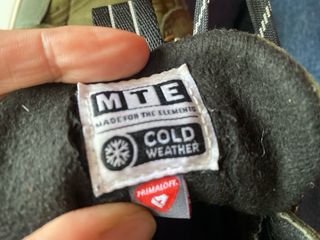 MTE
MADE FOR THE ELEMENTS
COLD
WEATHER
PRIMALOFT